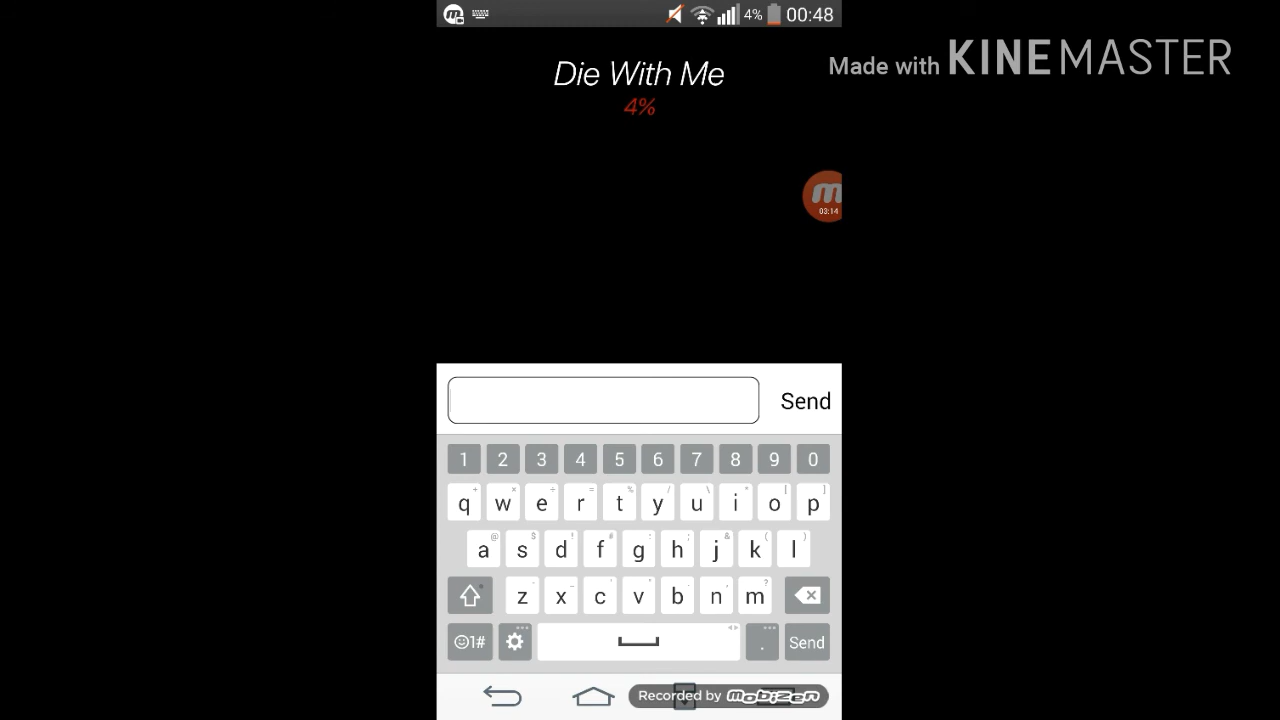 4% 00:48
Made with KINEMASTER
Die With Me
4%
03:14
Send
1 2 3 4 5 6 7 8 9 0
q w e r t y u i o p
a s d f g h j k l
z x c v b n m
1# . Send
Recorded by mobizen